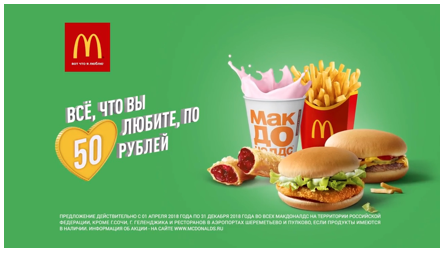 вот что я люблю
ВСЁ, ЧТО ВЫ
ЛЮБИТЕ, ПО
50 РУБЛЕЙ
Мак
ДО
НАЛДС
ПРЕДЛОЖЕНИЕ ДЕЙСТВИТЕЛЬНО С 01 АПРЕЛЯ 2018 ГОДА ПО 31 ДЕКАБРЯ 2018 ГОДА ВО ВСЕХ МАКДОНАЛДС НА ТЕРРИТОРИИ РОССИЙСКОЙ
ФЕДЕРАЦИИ, КРОМЕ Г.СОЧИ, Г. ГЕЛЕНДЖИКА И РЕСТОРАНОВ В АЭРОПОРТАХ ШЕРЕМЕТЬЕВО И ПУЛКОВО, ЕСЛИ ПРОДУКТЫ ИМЕЮТСЯ
В НАЛИЧИИ. ИНФОРМАЦИЯ ОБ АКЦИИ - НА САЙТЕ WWW.MCDONALDS.RU